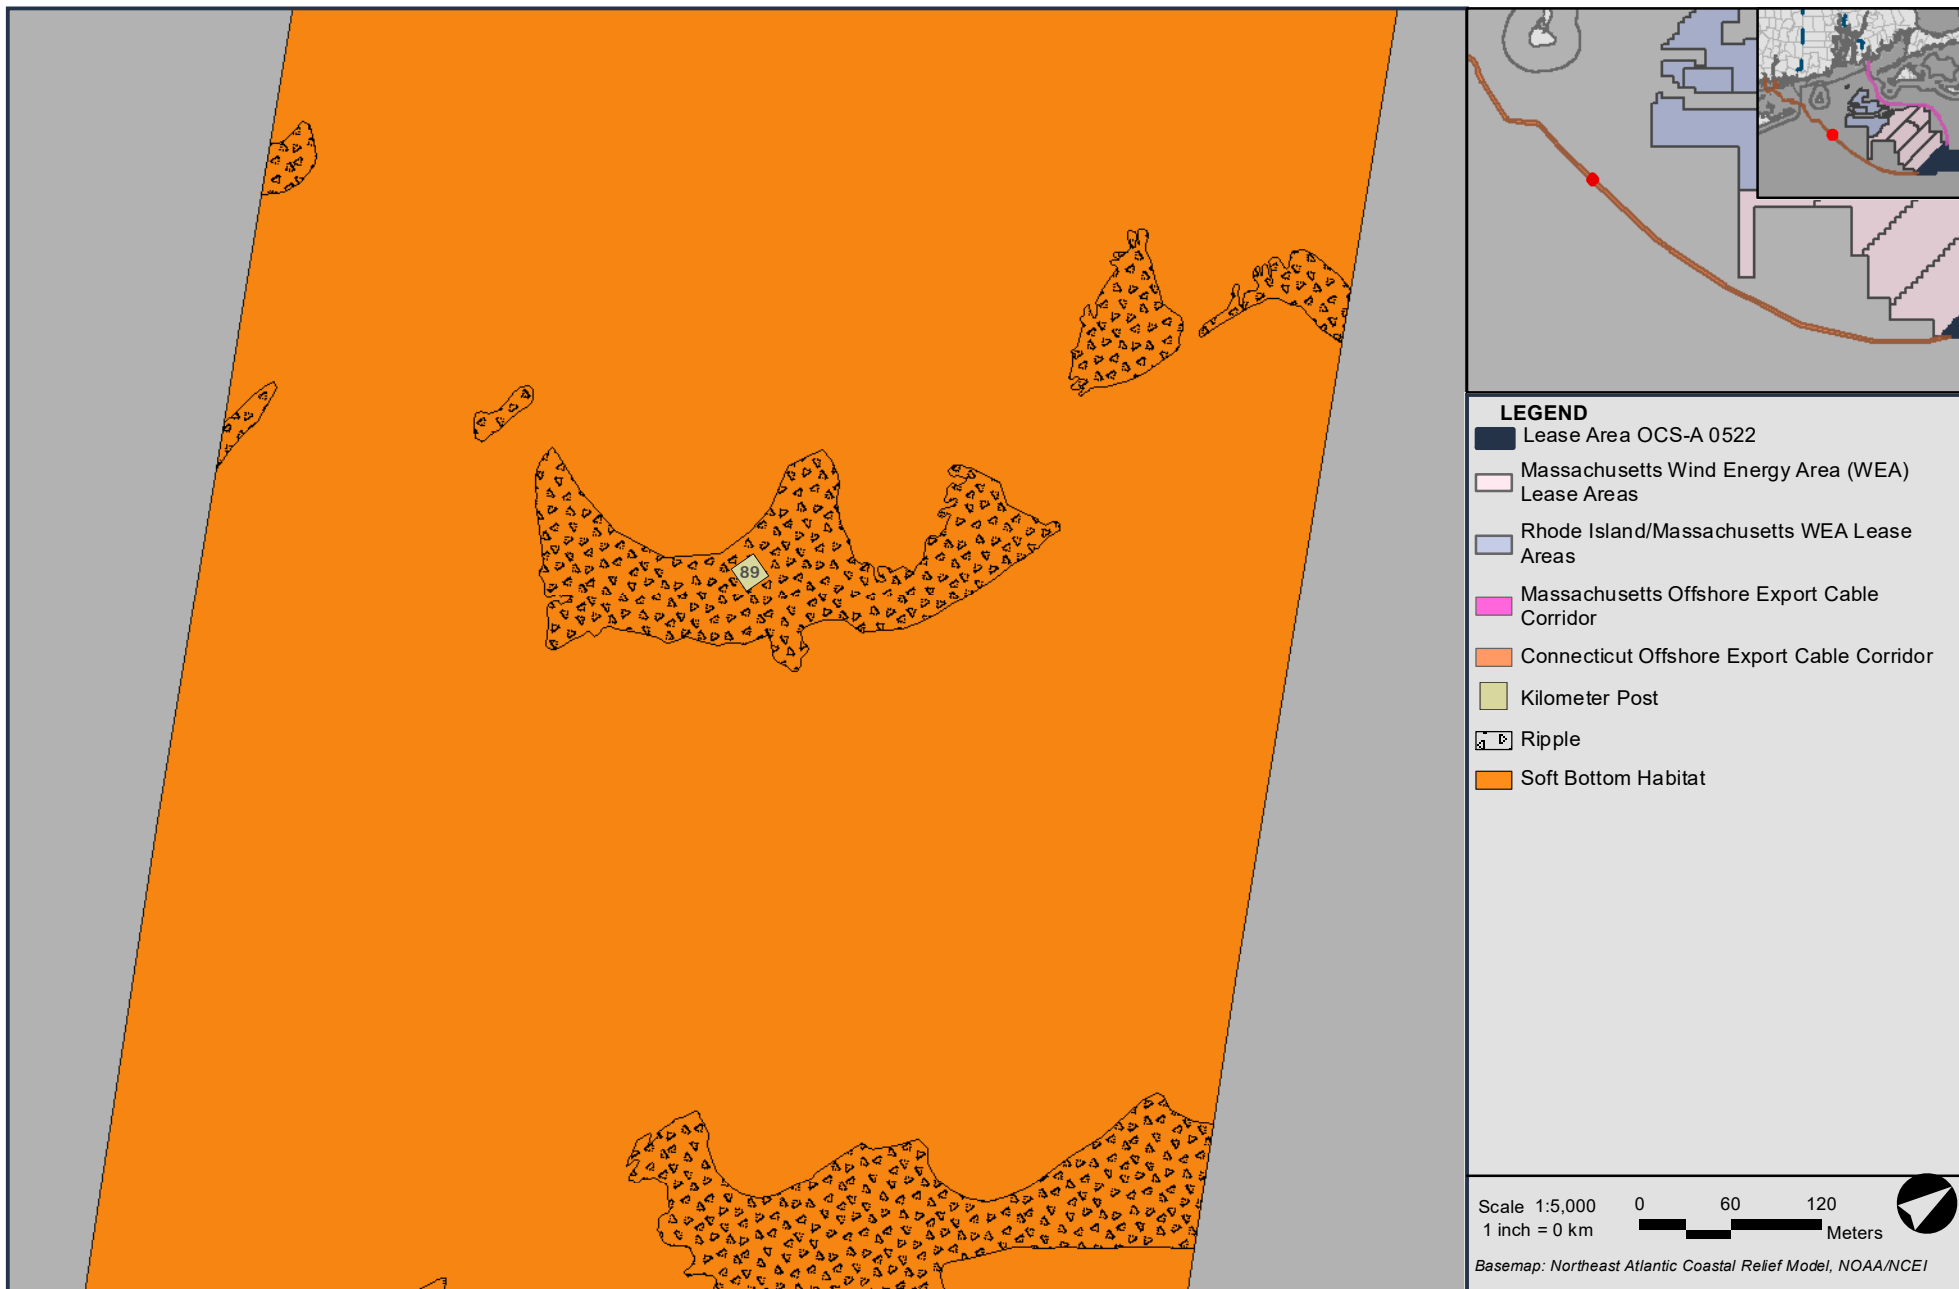 89
LEGEND
Lease Area OCS-A 0522
Massachusetts Wind Energy Area (WEA)
Lease Areas
Rhode Island/Massachusetts WEA Lease
Areas
Massachusetts Offshore Export Cable
Corridor
Connecticut Offshore Export Cable Corridor
Kilometer Post
Ripple
Soft Bottom Habitat
Scale 1:5,000
1 inch = 0 km
0 60 120
Meters
Basemap: Northeast Atlantic Coastal Relief Model, NOAA/NCEI